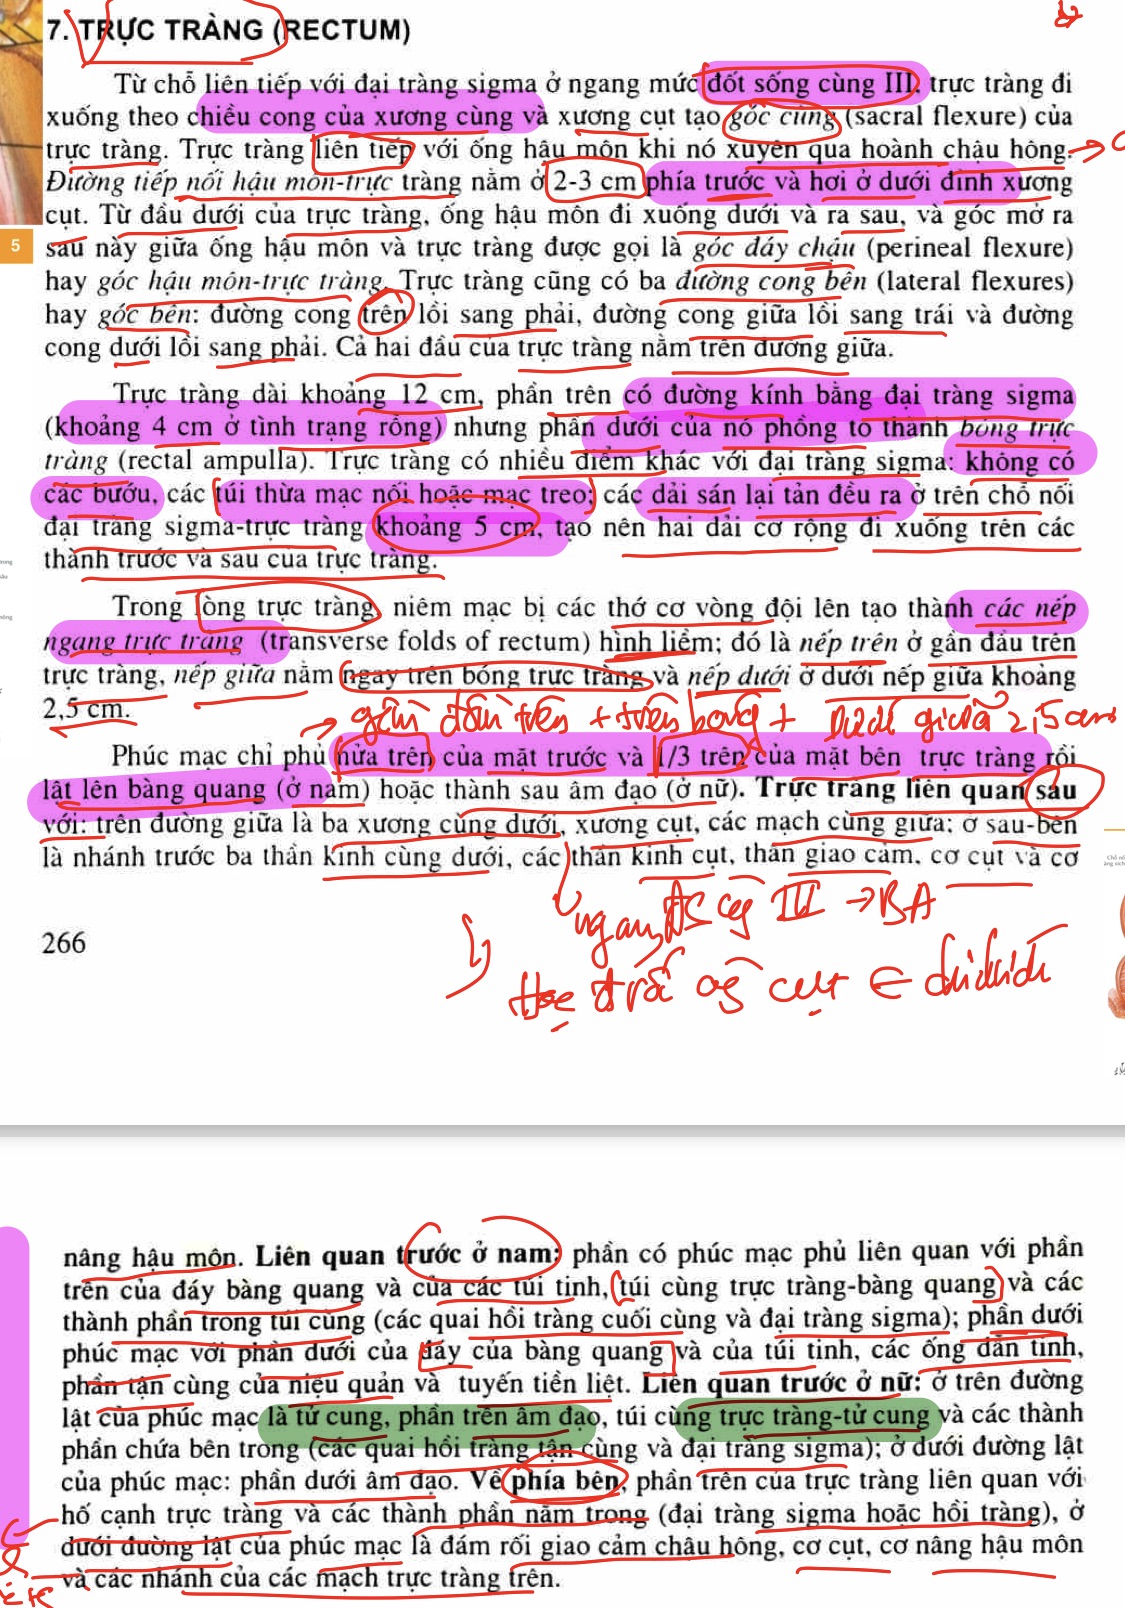 7. TRỰC TRÀNG (RECTUM)
Từ chỗ liên tiếp với đại tràng sigma ở ngang mức đốt sống cùng III, trực tràng đi
xuống theo chiều cong của xương cùng và xương cụt tạo góc cùng (sacral flexure) của
trực tràng. Trực tràng liên tiếp với ống hậu môn khi nó xuyên qua hoành chậu hông.
Đường tiếp nối hậu môn-trực tràng nằm ở 2-3 cm phía trước và hơi ở dưới đỉnh xương
cụt. Từ đầu dưới của trực tràng, ống hậu môn đi xuống dưới và ra sau, và góc mở ra
5
sau này giữa ống hậu môn và trực tràng được gọi là góc đáy chậu (perineal flexure)
hay góc hậu môn-trực tràng. Trực tràng cũng có ba đường cong bên (lateral flexures)
hay góc bên: đường cong trên lồi sang phải, đường cong giữa lồi sang trái và đường
cong dưới lồi sang phải. Cả hai đầu của trực tràng nằm trên đường giữa.
Trực tràng dài khoảng 12 cm, phần trên có đường kính bằng đại tràng sigma
(khoảng 4 cm ở tình trạng rỗng) nhưng phần dưới của nó phồng to thành bóng trực
tràng (rectal ampulla). Trực tràng có nhiều điểm khác với đại tràng sigma: không có
các bướu, các túi thừa mạc nối hoặc mạc treo; các dải sán lại tản đều ra ở trên chỗ nối
đại tràng sigma-trực tràng khoảng 5 cm, tạo nên hai dải cơ rộng đi xuống trên các
thành trước và sau của trực tràng.
Trong lòng trực tràng, niêm mạc bị các thớ cơ vòng đội lên tạo thành các nếp
ngang trực tràng (transverse folds of rectum) hình liềm; đó là nếp trên ở gần đầu trên
trực tràng, nếp giữa nằm ngay trên bóng trực tràng và nếp dưới ở dưới nếp giữa khoảng
2,5 cm.
→ gần đầu trên + trên bóng + dưới giữa 2,5cm
Phúc mạc chỉ phủ nửa trên của mặt trước và 1/3 trên của mặt bên trực tràng rồi
lật lên bàng quang (ở nam) hoặc thành sau âm đạo (ở nữ). Trực tràng liên quan sau
với: trên đường giữa là ba xương cùng dưới, xương cụt, các mạch cùng giữa; ở sau-bên
là nhánh trước ba thần kinh cùng dưới, các thần kinh cụt, thân giao cảm, cơ cụt và cơ
ngang ĐS cg III → BA
266
nâng hậu môn. Liên quan trước ở nam: phần có phúc mạc phủ liên quan với phần
trên của đáy bàng quang và của các túi tinh, túi cùng trực tràng-bàng quang và các
thành phần trong túi cùng (các quai hồi tràng cuối cùng và đại tràng sigma); phần dưới
phúc mạc với phần dưới của đáy của bàng quang và của túi tinh, các ống dẫn tinh,
phần tận cùng của niệu quản và tuyến tiền liệt. Liên quan trước ở nữ: ở trên đường
lật của phúc mạc là tử cung, phần trên âm đạo, túi cùng trực tràng-tử cung và các thành
phần chứa bên trong (các quai hồi tràng tận cùng và đại tràng sigma); ở dưới đường lật
của phúc mạc: phần dưới âm đạo. Về phía bên, phần trên của trực tràng liên quan với
hố cạnh trực tràng và các thành phần nằm trong (đại tràng sigma hoặc hồi tràng), ở
dưới đường lật của phúc mạc là đám rối giao cảm chậu hông, cơ cụt, cơ nâng hậu môn
và các nhánh của các mạch trực tràng trên.